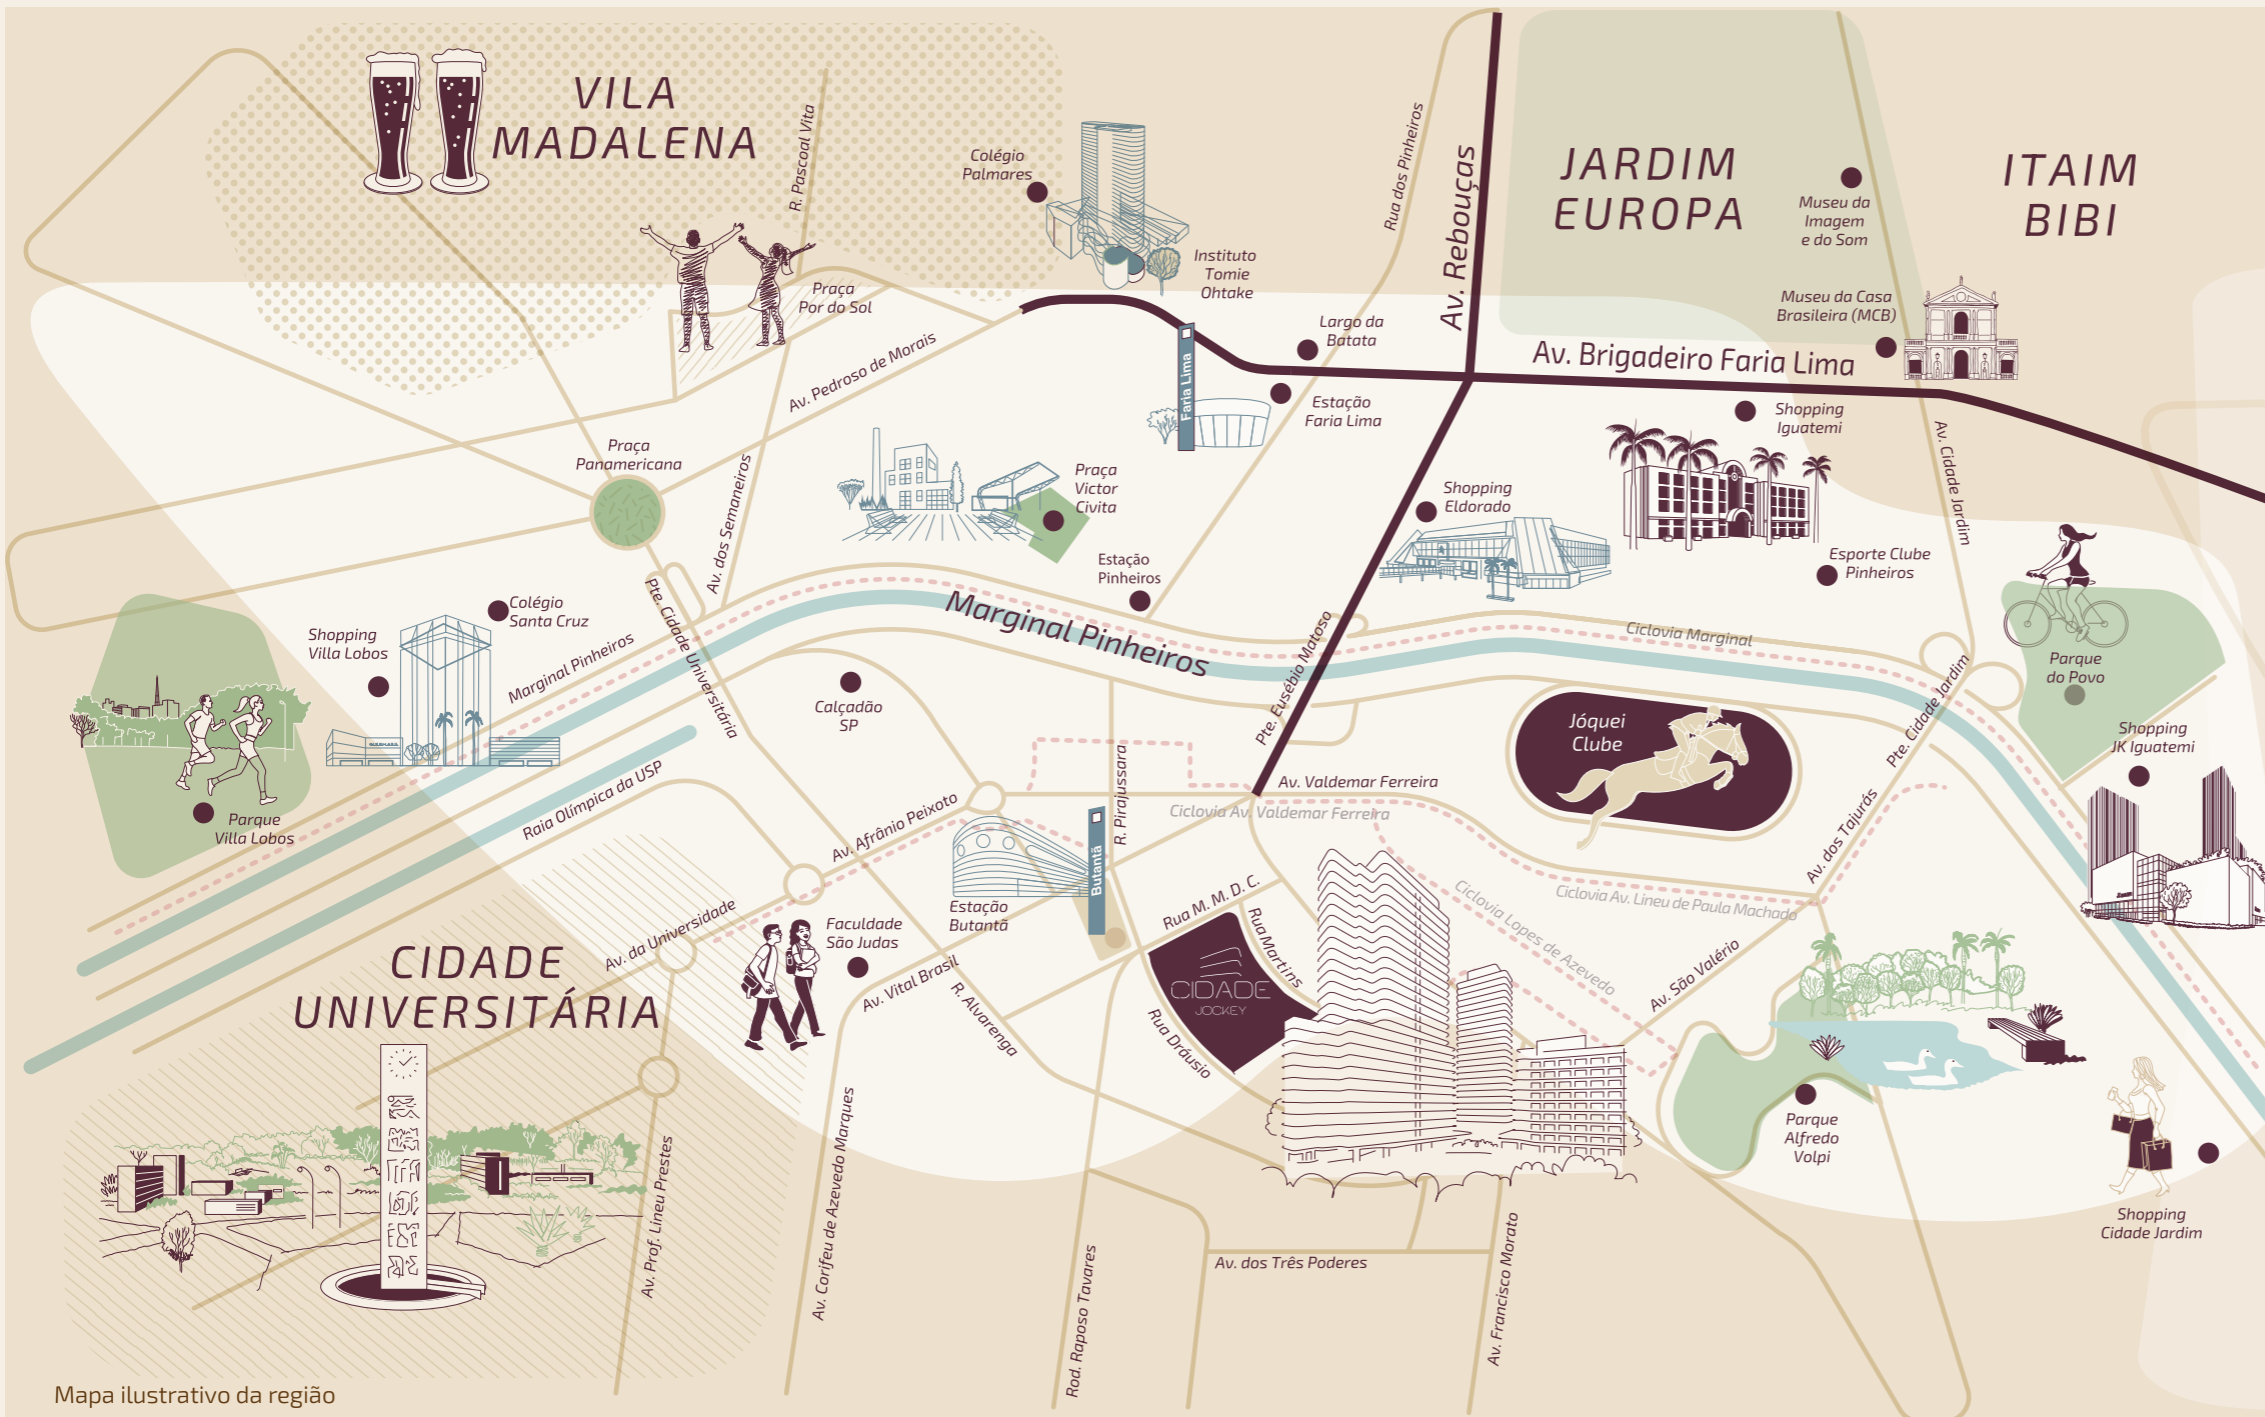 VILA
MADALENA
R. Pascoal Vita
Colégio
Palmares
Instituto
Tomie
Ohtake
Rua dos Pinheiros
Av. Rebouças
JARDIM
EUROPA
Museu da
Imagem
e do Som
ITAIM
BIBI
Praça
Por do Sol
Museu da Casa
Brasileira (MCB)
Largo da
Batata
Av. Brigadeiro Faria Lima
Faria Lima
Av. Pedroso de Morais
Estação
Faria Lima
Shopping
Iguatemi
Av. Cidade Jardim
Praça
Panamericana
Av. dos Semaneiros
Praça
Victor
Civita
Shopping
Eldorado
Estação
Pinheiros
Esporte Clube
Pinheiros
Colégio
Santa Cruz
Shopping
Villa Lobos
Marginal Pinheiros
Pte. Cidade Universitária
Marginal Pinheiros
Pte. Eusébio Matoso
Ciclovia Marginal
Parque
do Povo
Pte. Cidade Jardim
Calçadão
SP
Jóquei
Clube
Shopping
JK Iguatemi
Parque
Villa Lobos
Raia Olímpica da USP
Av. Afrânio Peixoto
R. Pirajussara
Av. Valdemar Ferreira
Ciclovia Av. Valdemar Ferreira
Av. dos Tajurás
Butantã
Estação
Butantã
Rua M. M. D. C.
Rua Martins
Ciclovia Lopes de Azevedo
Ciclovia Av. Lineu de Paula Machado
Av. da Universidade
Faculdade
São Judas
Av. Vital Brasil
R. Alvarenga
CIDADE
JOCKEY
Rua Dráusio
Av. São Valério
CIDADE
UNIVERSITÁRIA
Parque
Alfredo
Volpi
Av. Prof. Lineu Prestes
Av. Corifeu de Azevedo Marques
Rod. Raposo Tavares
Av. dos Três Poderes
Av. Francisco Morato
Shopping
Cidade Jardim
Mapa ilustrativo da região